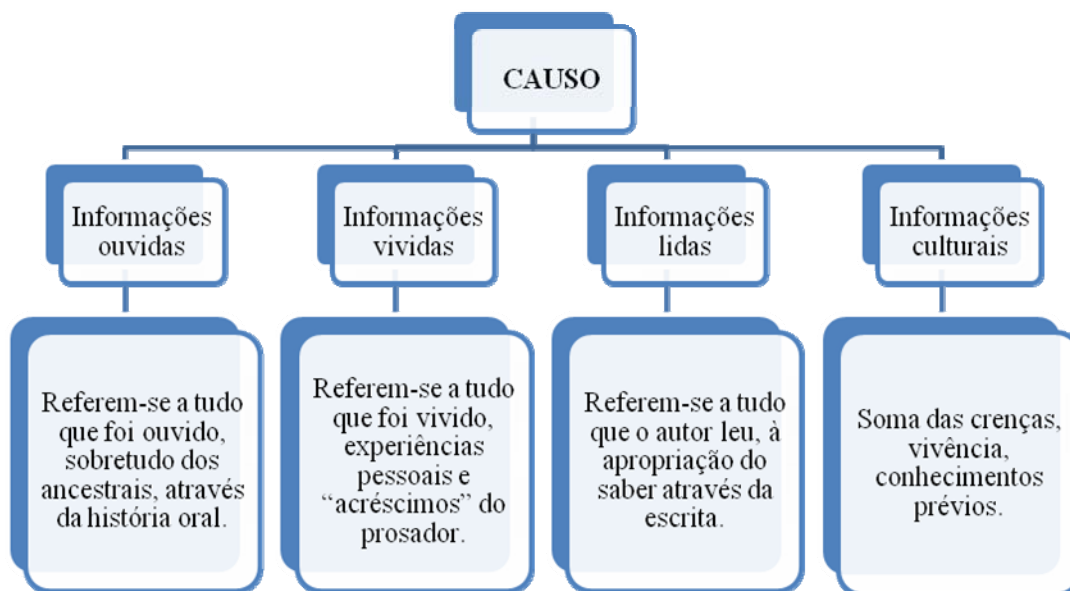 CAUSO
Informações
ouvidas
Informações
vividas
Informações
lidas
Informações
culturais
Referem-se a tudo
que foi ouvido,
sobretudo dos
ancestrais, através
da história oral.
Referem-se a tudo
que foi vivido,
experiências
pessoais e
“acréscimos” do
prosador.
Referem-se a tudo
que o autor leu, à
apropriação do
saber através da
escrita.
Soma das crenças,
vivência,
conhecimentos
prévios.